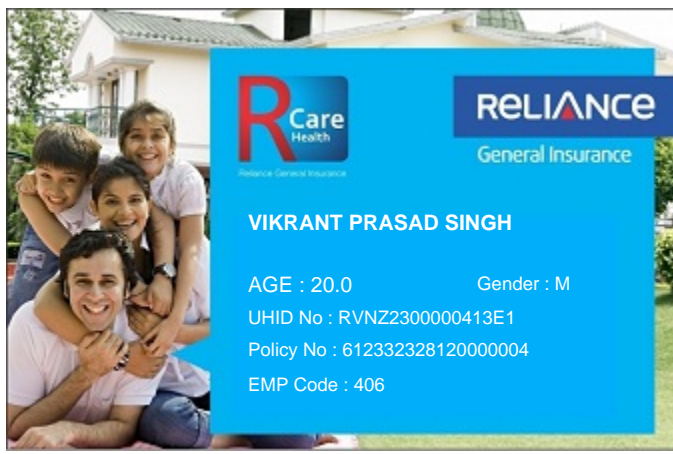 R Care
Health
Reliance General Insurance
RELIANCE
General Insurance
VIKRANT PRASAD SINGH
AGE : 20.0 Gender : M
UHID No : RVNZ2300000413E1
Policy No : 612332328120000004
EMP Code : 406